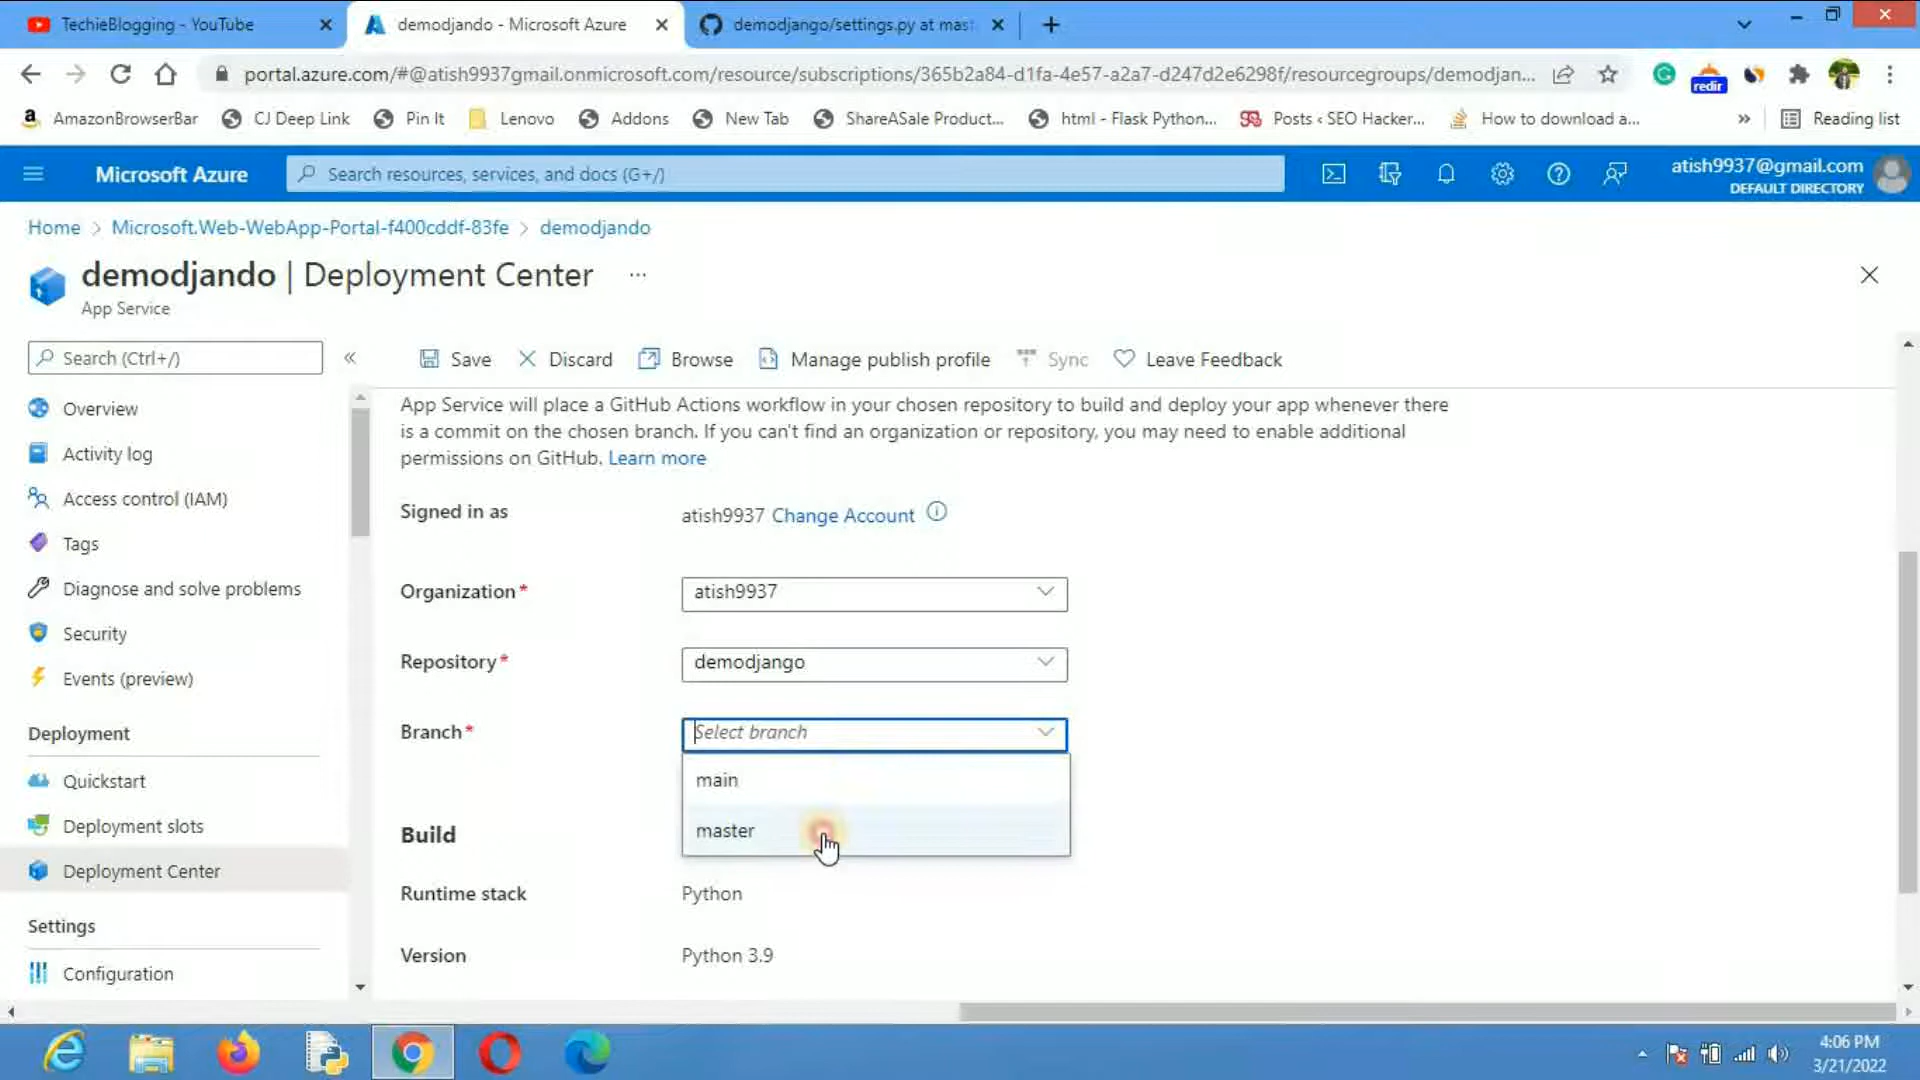 TechieBlogging - YouTube
demodjando - Microsoft Azure
demodjango/settings.py at mast
portal.azure.com/#@atish9937gmail.onmicrosoft.com/resource/subscriptions/365b2a84-d1fa-4e57-a2a7-d247d2e6298f/resourcegroups/demodjan...
redir
AmazonBrowserBar
CJ Deep Link
Pin It
Lenovo
Addons
New Tab
ShareASale Product...
html - Flask Python...
Posts ‹ SEO Hacker...
How to download a...
»
Reading list
Microsoft Azure
Search resources, services, and docs (G+/)
atish9937@gmail.com
DEFAULT DIRECTORY
Home > Microsoft.Web-WebApp-Portal-f400cddf-83fe > demodjando
demodjando | Deployment Center ...
App Service
Search (Ctrl+/)
«
Save
Discard
Browse
Manage publish profile
Sync
Leave Feedback
Overview
Activity log
Access control (IAM)
Tags
Diagnose and solve problems
Security
Events (preview)
Deployment
Quickstart
Deployment slots
Deployment Center
Settings
Configuration
App Service will place a GitHub Actions workflow in your chosen repository to build and deploy your app whenever there
is a commit on the chosen branch. If you can't find an organization or repository, you may need to enable additional
permissions on GitHub. Learn more
Signed in as
atish9937 Change Account
Organization*
atish9937
Repository*
demodjango
Branch*
Select branch
main
master
Build
Runtime stack
Python
Version
Python 3.9
4:06 PM
3/21/2022